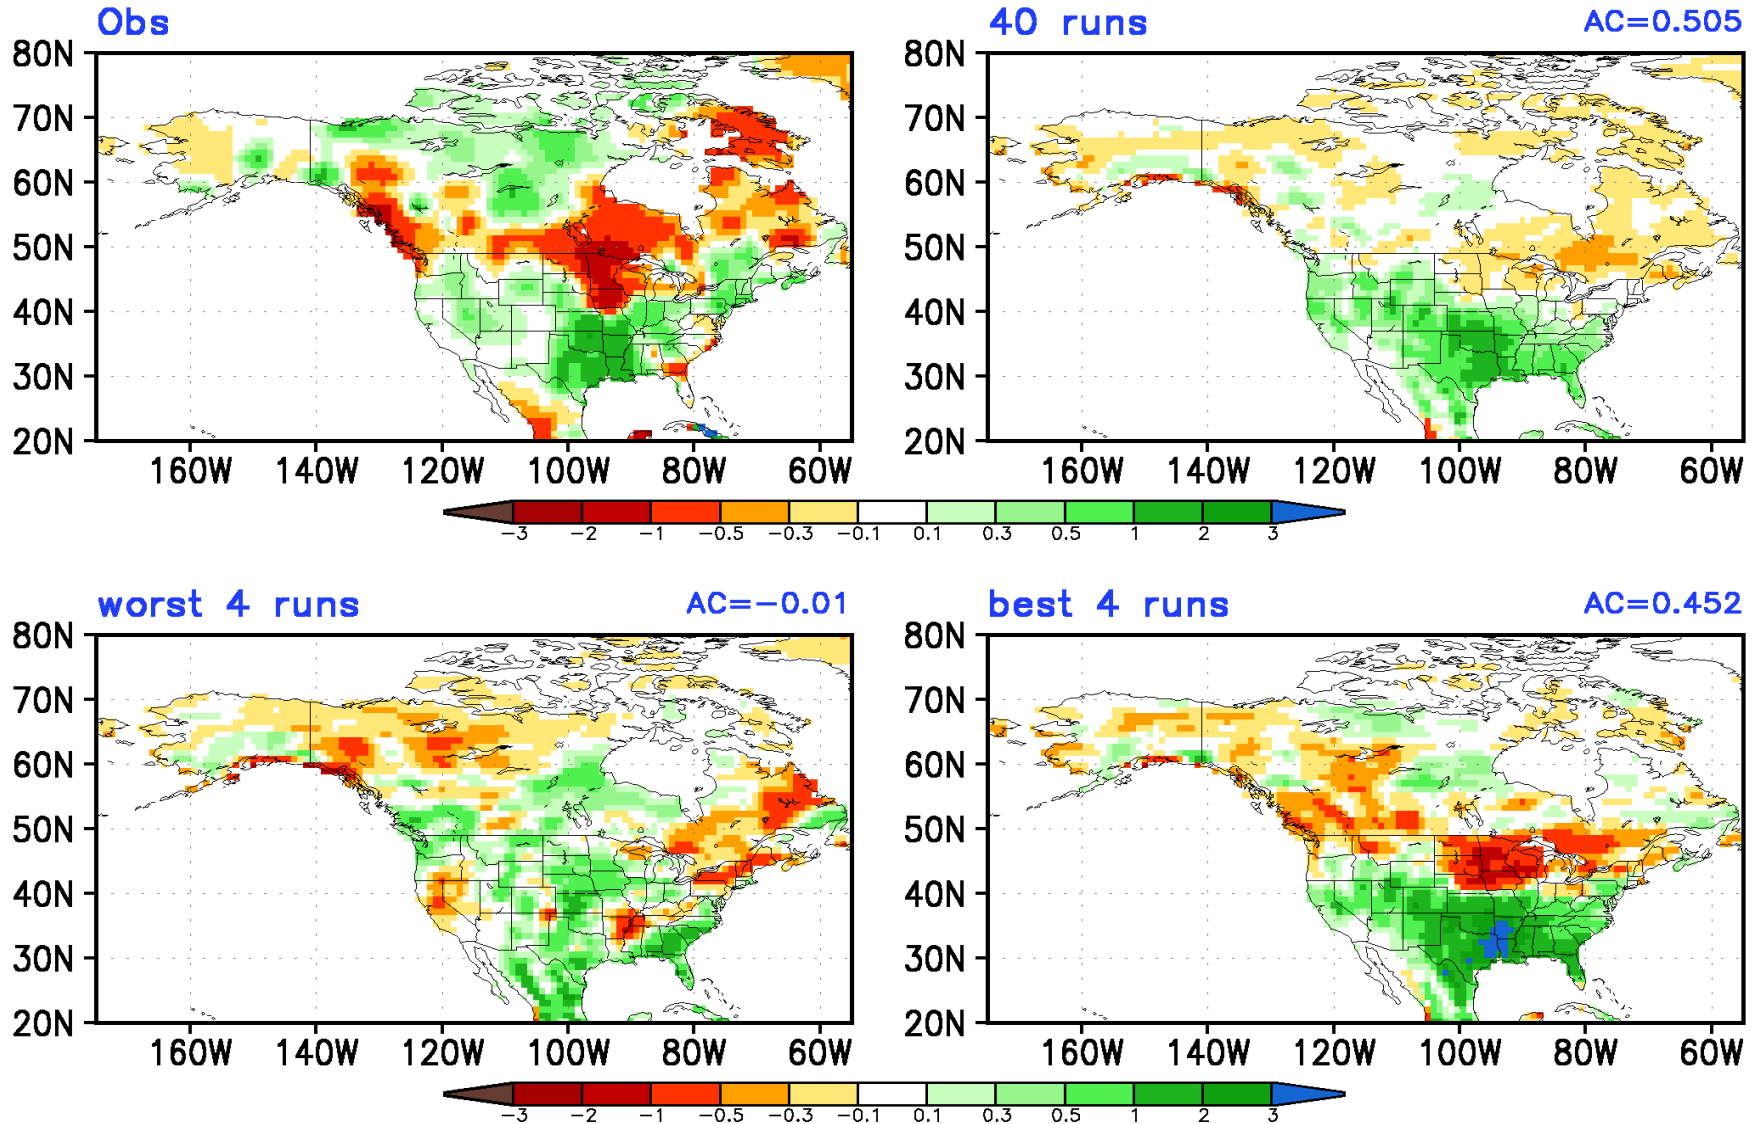 Obs
40 runs AC=0.505
80N 80N
70N 70N
60N 60N
50N 50N
40N 40N
30N 30N
20N 20N
160W 140W 120W 100W 80W 60W 160W 140W 120W 100W 80W 60W
-3 -2 -1 -0.5 -0.3 -0.1 0.1 0.3 0.5 1 2 3
worst 4 runs AC=-0.01
best 4 runs AC=0.452
80N 80N
70N 70N
60N 60N
50N 50N
40N 40N
30N 30N
20N 20N
160W 140W 120W 100W 80W 60W 160W 140W 120W 100W 80W 60W
-3 -2 -1 -0.5 -0.3 -0.1 0.1 0.3 0.5 1 2 3